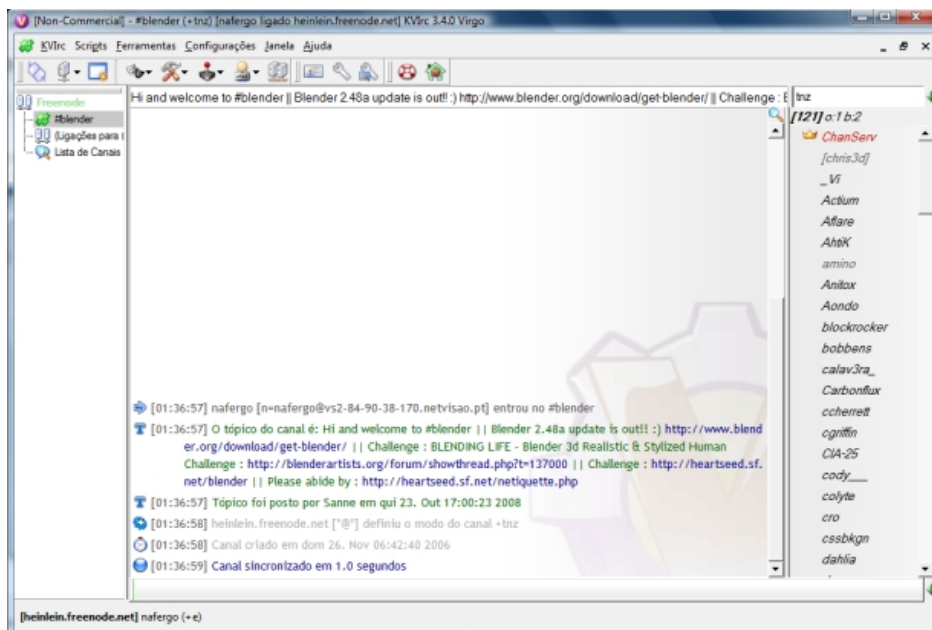 [Non-Commercial] - #blender (+tnz) [nafergo ligado heinlein.freenode.net] KVIrc 3.4.0 Virgo
KVIrc Scripts Ferramentas Configurações Janela Ajuda
Freenode
#blender
(Ligações para i
Lista de Canais
Hi and welcome to #blender || Blender 2.48a update is out!! :) http://www.blender.org/download/get-blender/ || Challenge : E
tnz
[121] o:1 b:2
ChanServ
[chris3d]
_Vi
Actium
Aflare
AhtiK
amino
Anitox
Aondo
blockrocker
bobbens
calav3ra_
Carbonflux
ccherrett
cgriffin
CIA-25
cody___
colyte
cro
cssbkgn
dahlia
[01:36:57] nafergo [n=nafergo@vs2-84-90-38-170.netvisao.pt] entrou no #blender
[01:36:57] O tópico do canal é: Hi and welcome to #blender || Blender 2.48a update is out!! :) http://www.blend
er.org/download/get-blender/ || Challenge : BLENDING LIFE - Blender 3d Realistic & Stylized Human
Challenge : http://blenderartists.org/forum/showthread.php?t=137000 || Challenge : http://heartseed.sf.
net/blender || Please abide by : http://heartseed.sf.net/netiquette.php
[01:36:57] Tópico foi posto por Sanne em qui 23. Out 17:00:23 2008
[01:36:58] heinlein.freenode.net ["@"] definiu o modo do canal +tnz
[01:36:58] Canal criado em dom 26. Nov 06:42:40 2006
[01:36:59] Canal sincronizado em 1.0 segundos
[heinlein.freenode.net] nafergo (+e)